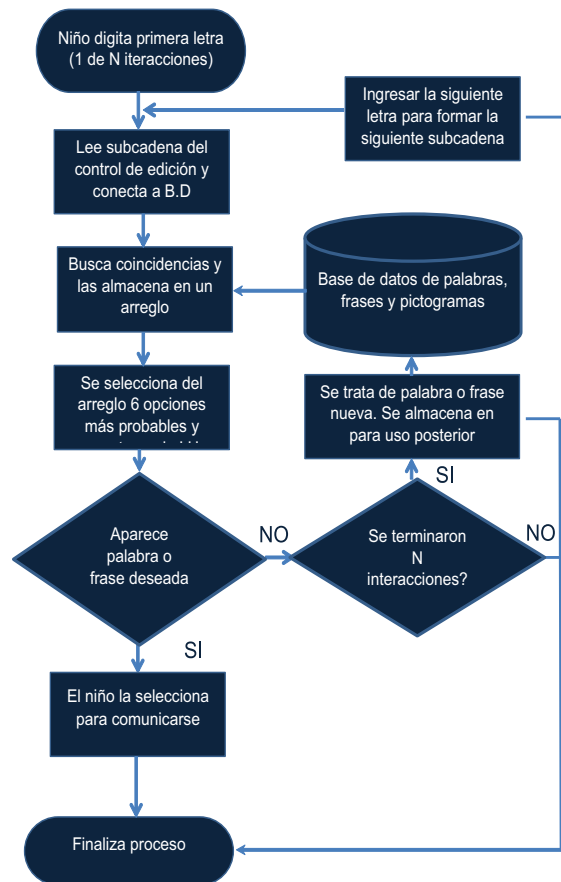 Niño digita primera letra
(1 de N iteracciones)
Ingresar la siguiente
letra para formar la
siguiente subcadena
Lee subcadena del
control de edición y
conecta a B.D
Busca coincidencias y
las almacena en un
arreglo
Base de datos de palabras,
frases y pictogramas
Se selecciona del
arreglo 6 opciones
más probables y
Se trata de palabra o frase
nueva. Se almacena en
para uso posterior
SI
Aparece
palabra o
frase deseada
NO
Se terminaron
N
interacciones?
NO
SI
El niño la selecciona
para comunicarse
Finaliza proceso